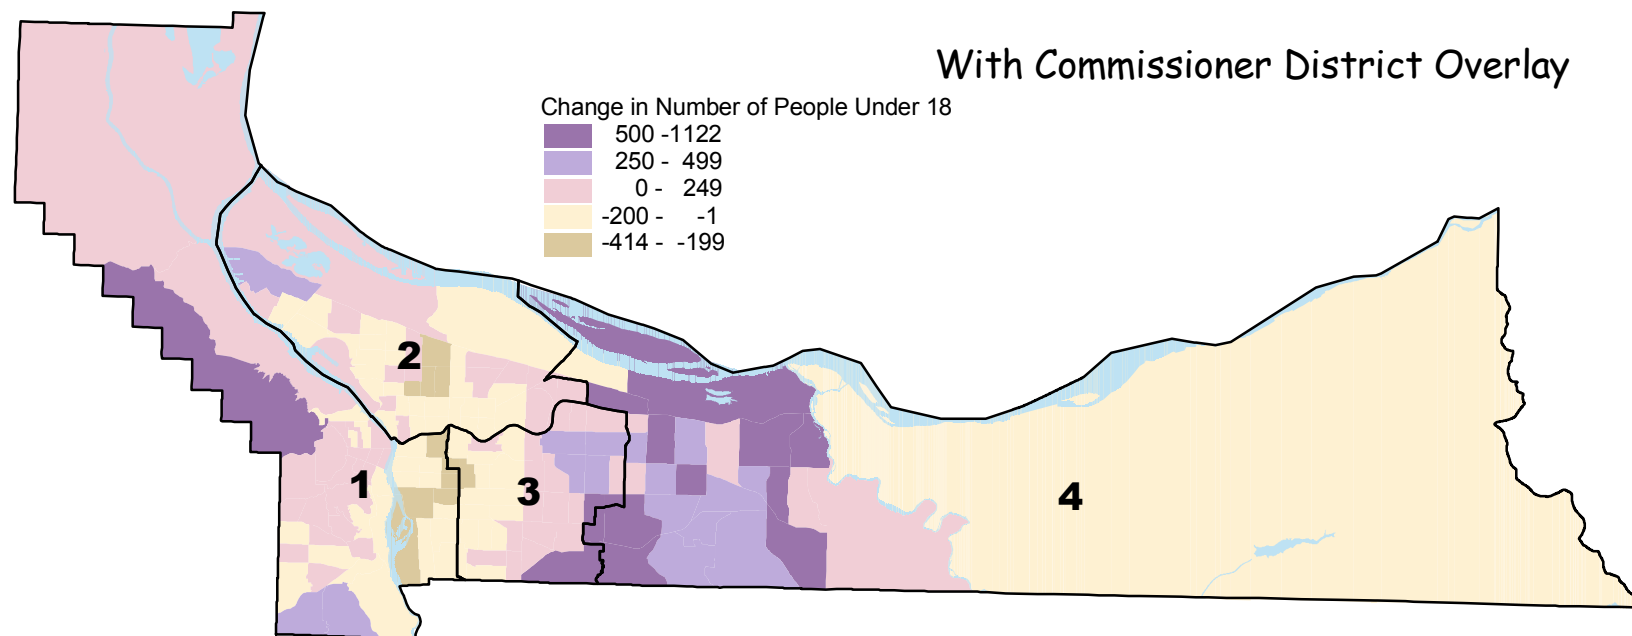 With Commissioner District Overlay
Change in Number of People Under 18
500 -1122
250 - 499
0 - 249
-200 - -1
-414 - -199
2
1
3
4